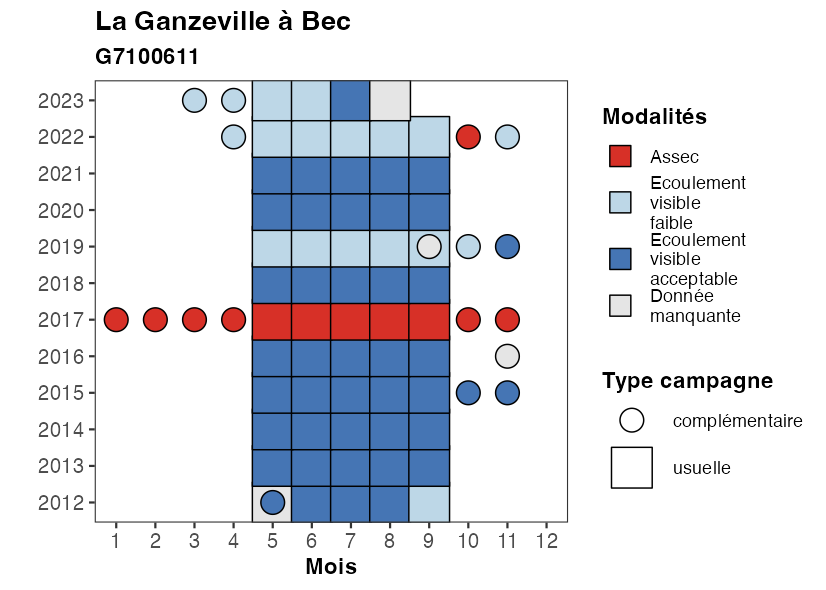 La Ganzeville à Bec
G7100611
2023
2022
2021
2020
2019
2018
2017
2016
2015
2014
2013
2012
1 2 3 4 5 6 7 8 9 10 11 12
Mois
Modalités
Assec
Ecoulement
visible
faible
Ecoulement
visible
acceptable
Donnée
manquante
Type campagne
complémentaire
usuelle